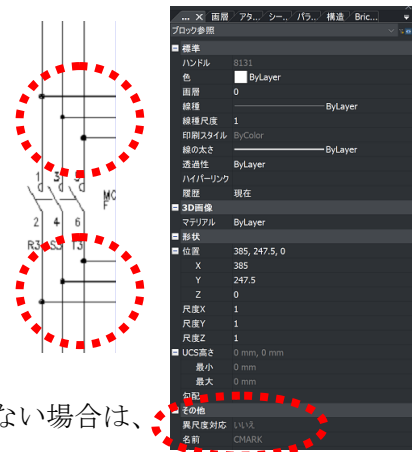 ... X 画層 アタ... シー.. パラ... 構造 Bric...
ブロック参照
標準
ハンドル 8131
色 ByLayer
画層 0
線種 ByLayer
線種尺度 1
印刷スタイル ByColor
線の太さ ByLayer
透過性 ByLayer
ハイパーリンク
履歴 現在
3D画像
マテリアル ByLayer
形状
位置 385, 247.5, 0
X 385
Y 247.5
Z 0
尺度X 1
尺度Y 1
尺度Z 1
UCS高さ 0 mm, 0 mm
最小 0 mm
最大 0 mm
勾配
その他
異尺度対応 いいえ
名前 CMARK
1 3 5
d d d
MC
F
2 4 6
R3 S3 T3
ない場合は、